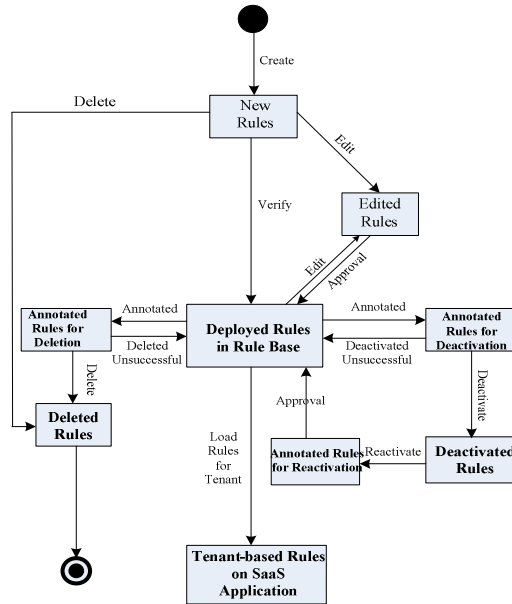 Create
Delete
New
Rules
Edit
Verify
Edited
Rules
Edit
Approval
Annotated
Rules for
Deletion
Annotated
Deleted
Unsuccessful
Deployed Rules
in Rule Base
Annotated
Deactivated
Unsuccessful
Annotated
Rules for
Deactivation
Delete
Deleted
Rules
Load
Rules
for
Tenant
Approval
Annotated Rules
for Reactivation
Reactivate
Deactivate
Deactivated
Rules
Tenant-based Rules
on SaaS
Application